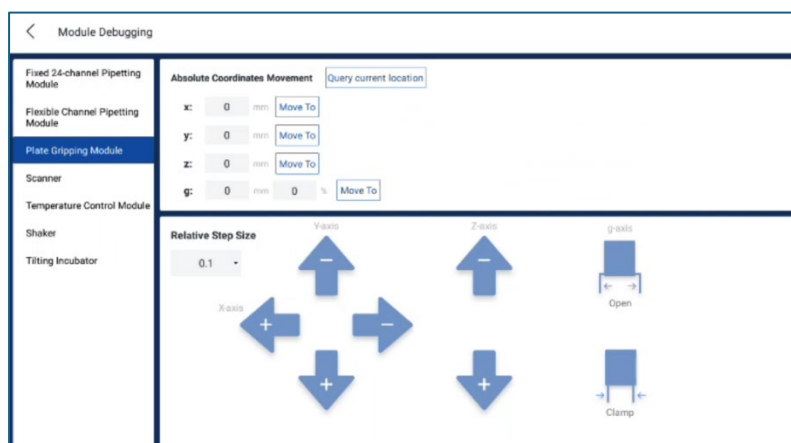 Module Debugging
Fixed 24-channel Pipetting
Module
Flexible Channel Pipetting
Module
Plate Gripping Module
Scanner
Temperature Control Module
Shaker
Tilting Incubator
Absolute Coordinates Movement Query current location
x: 0 mm Move To
y: 0 mm Move To
z: 0 mm Move To
g: 0 mm 0 % Move To
Relative Step Size
0.1
Y-axis
Z-axis
g-axis
X-axis
Open
Clamp